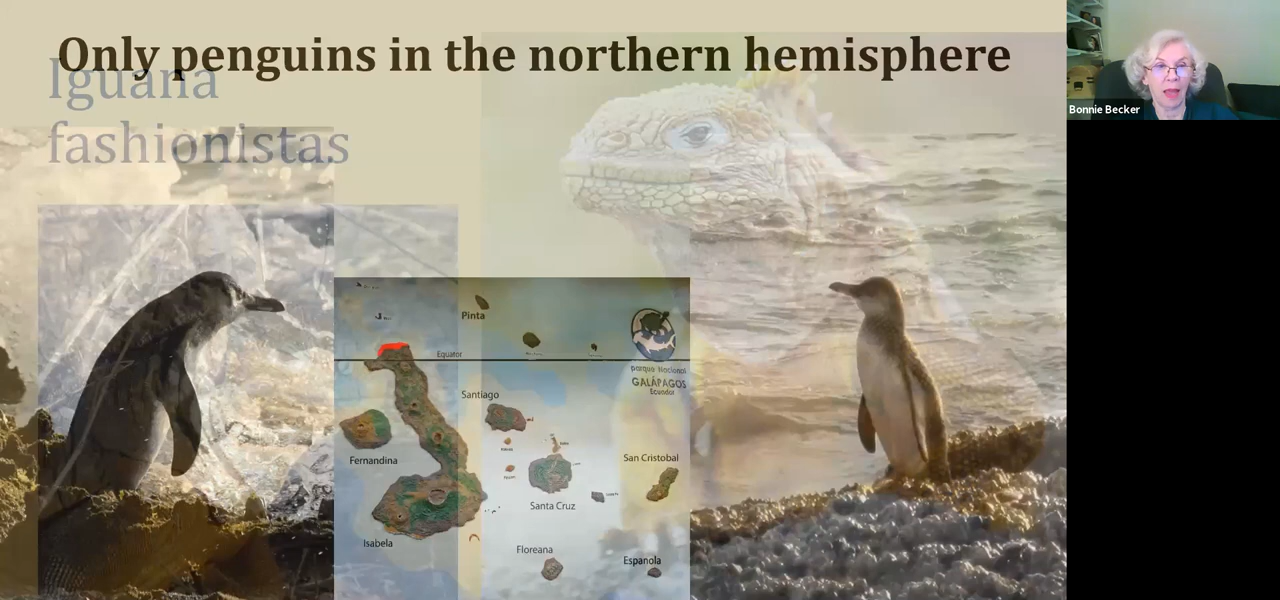 Only penguins in the northern hemisphere
Iguana
fashionistas
Bonnie Becker
Pinta
Equator
parque Nacional
GALÁPAGOS
Ecuador
Santiago
Fernandina
San Cristobal
Santa Cruz
Isabela
Floreana
Espanola